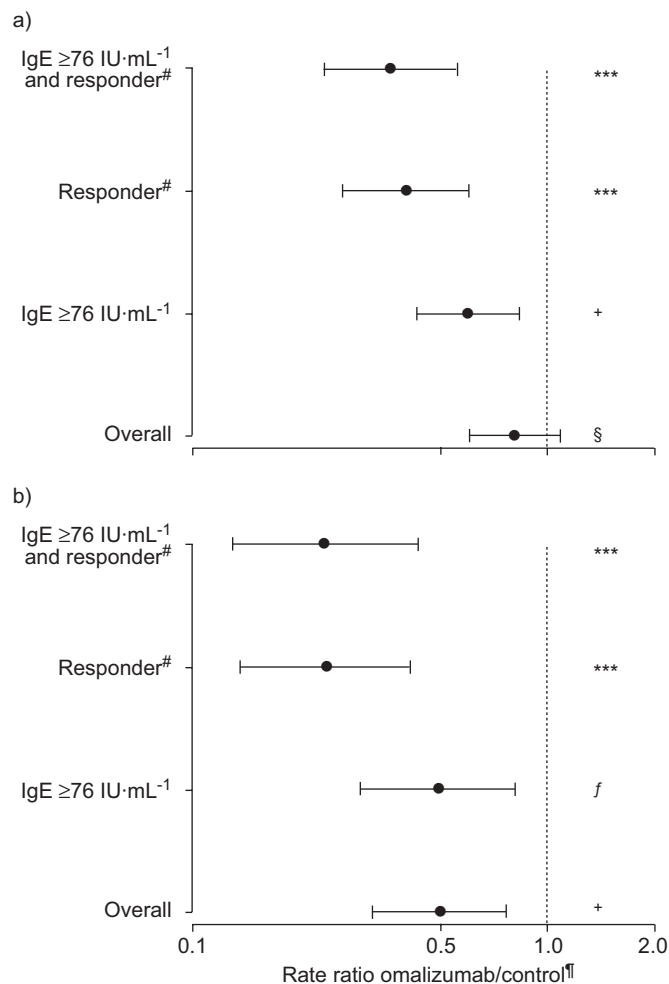 a)
IgE ≥76 IU·mL⁻¹
and responder#
***
Responder#
***
IgE ≥76 IU·mL⁻¹
+
Overall
§
b)
IgE ≥76 IU·mL⁻¹
and responder#
***
Responder#
***
IgE ≥76 IU·mL⁻¹
ƒ
Overall
+
0.1 0.5 1.0 2.0
Rate ratio omalizumab/control¶